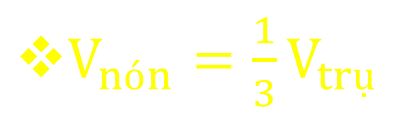 ❖V_nón = 1/3 V_trụ